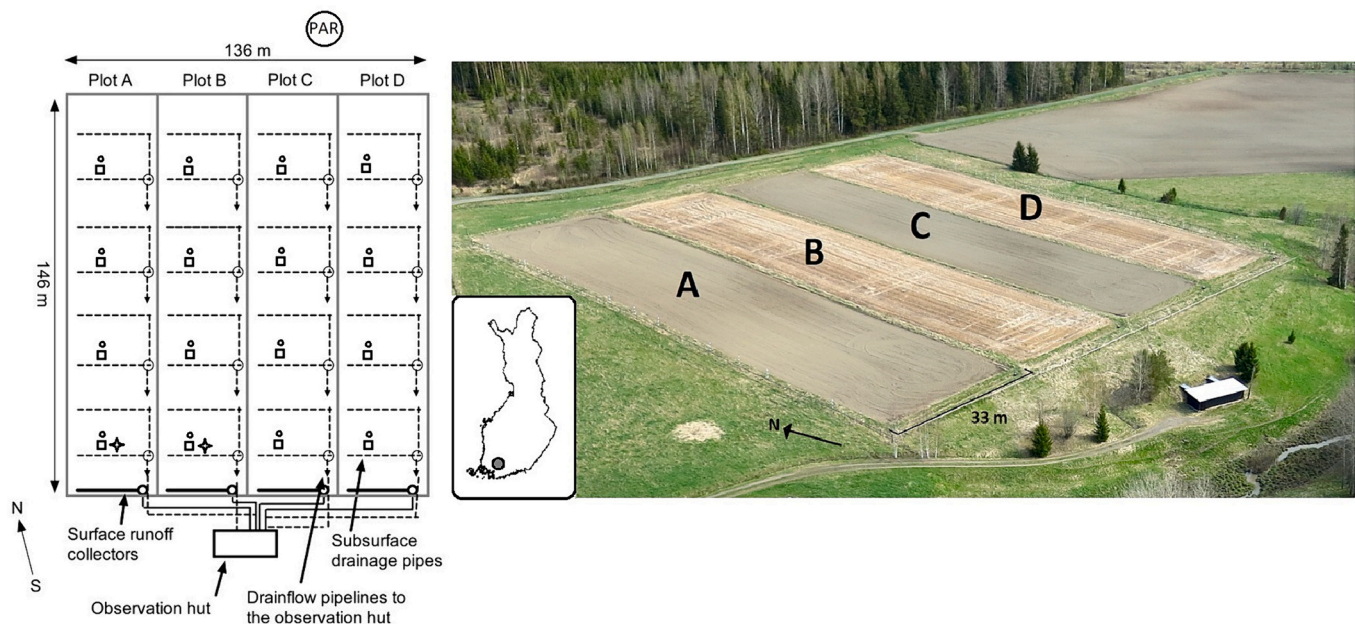 PAR
136 m
Plot A
Plot B
Plot C
Plot D
146 m
N
S
Surface runoff
collectors
Observation hut
Drainflow pipelines to
the observation hut
Subsurface
drainage pipes
A
B
C
D
N
33 m